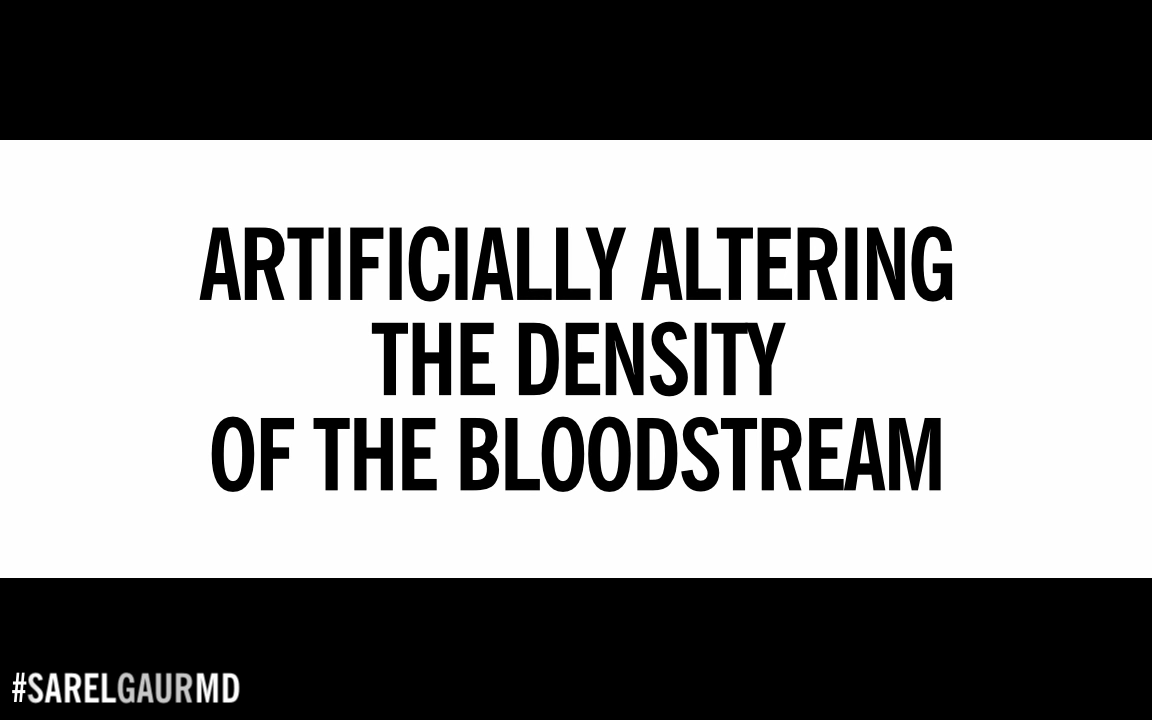 ARTIFICIALLY ALTERING
THE DENSITY
OF THE BLOODSTREAM
#SARELGAURMD